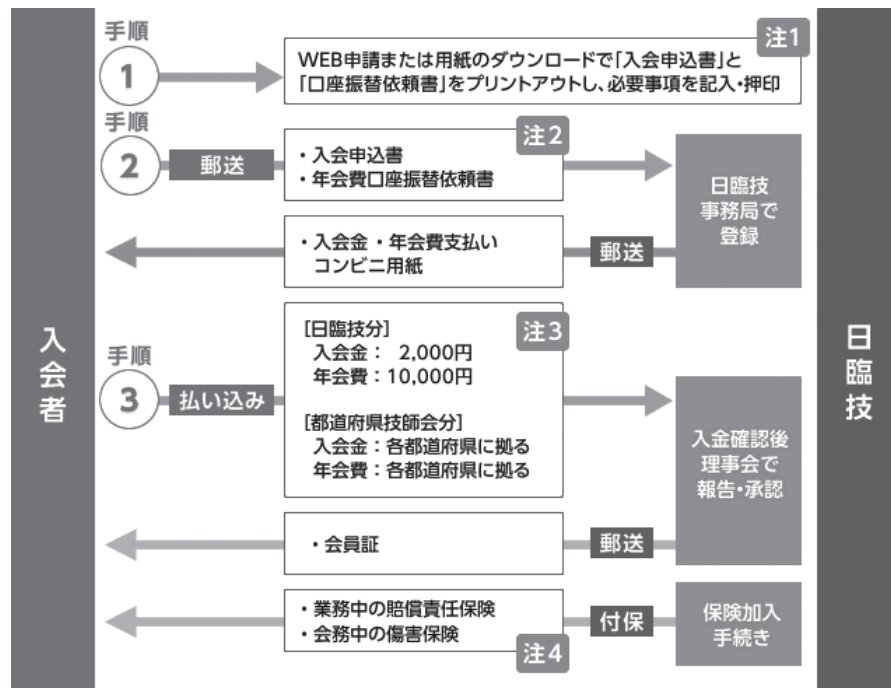 入会者
手順
1
注1
WEB申請または用紙のダウンロードで「入会申込書」と
「口座振替依頼書」をプリントアウトし、必要事項を記入・押印
手順
2
郵送
注2
・入会申込書
・年会費口座振替依頼書
日臨技
事務局で
登録
・入会金・年会費支払い
コンビニ用紙
郵送
手順
3
払い込み
注3
[日臨技分]
入会金： 2,000円
年会費：10,000円
[都道府県技師会分]
入会金：各都道府県に拠る
年会費：各都道府県に拠る
入金確認後
理事会で
報告・承認
・会員証
郵送
・業務中の賠償責任保険
・会務中の傷害保険
注4
付保
保険加入
手続き
日臨技